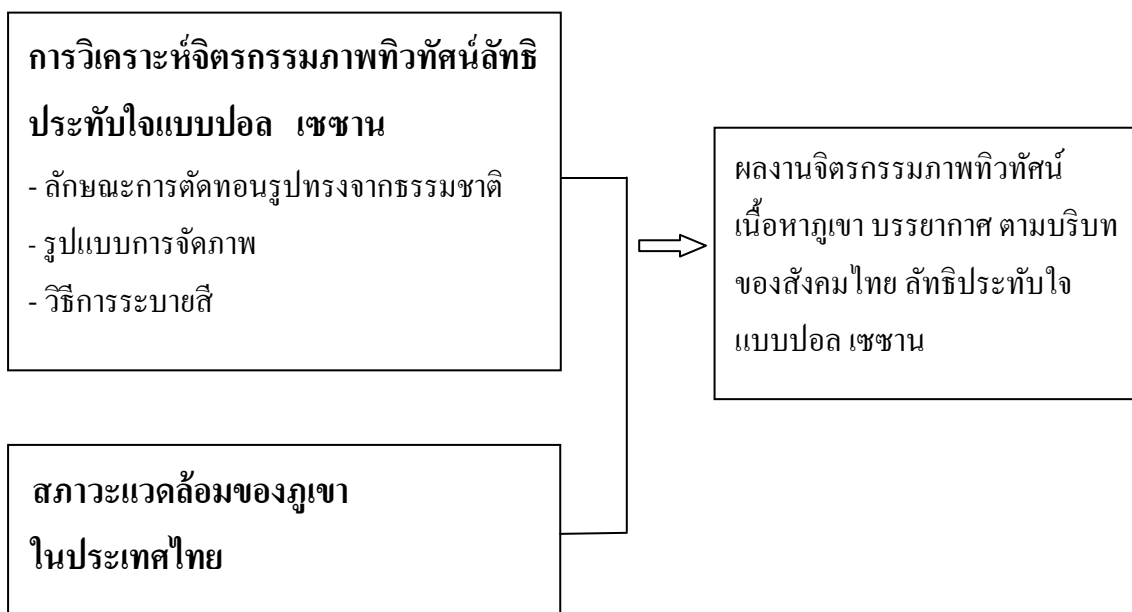 การวิเคราะห์จิตรกรรมภาพทิวทัศน์ลัทธิ
ประทับใจแบบปอล เซซาน
- ลักษณะการตัดทอนรูปทรงจากธรรมชาติ
- รูปแบบการจัดภาพ
- วิธีการระบายสี
ผลงานจิตรกรรมภาพทิวทัศน์
เนื้อหาภูเขา บรรยากาศ ตามบริบท
ของสังคมไทย ลัทธิประทับใจ
แบบปอล เซซาน
สภาวะแวดล้อมของภูเขา
ในประเทศไทย